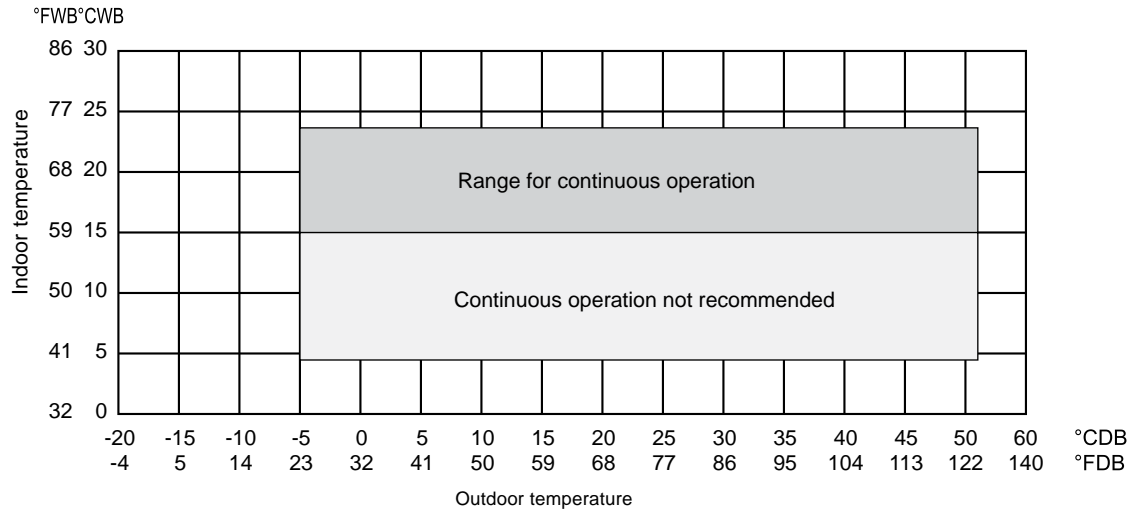 °FWB°CWB
86 30
77 25
68 20
59 15
50 10
41 5
32 0
Indoor temperature
Range for continuous operation
Continuous operation not recommended
-20 -15 -10 -5 0 5 10 15 20 25 30 35 40 45 50 60 °CDB
-4 5 14 23 32 41 50 59 68 77 86 95 104 113 122 140 °FDB
Outdoor temperature